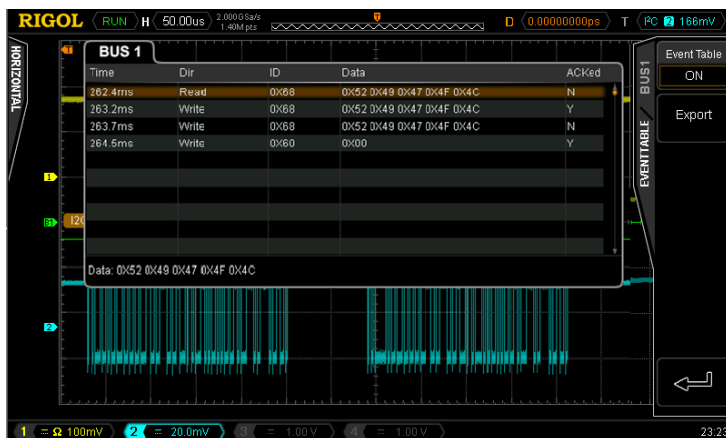 RIGOL RUN H 50.00us 2.000GSa/s 1.40M pts D 0.00000000ps T I²C 2 166mV
HORIZONTAL
BUS 1
Time Dir ID Data ACKed
262.4ms Read 0X68 0X52 0X49 0X47 0X4F 0X4C N
263.2ms Write 0X68 0X52 0X49 0X47 0X4F 0X4C Y
263.7ms Write 0X68 0X52 0X49 0X47 0X4F 0X4C N
264.5ms Write 0X60 0X00 Y
Data: 0X52 0X49 0X47 0X4F 0X4C
BUS1
EVENTTABLE
Event Table
ON
Export
T
1
B1 I2C
2
1 = Ω 100mV 2 = 20.0mV 3 = 1.00 V 4 = 1.00 V 23:23